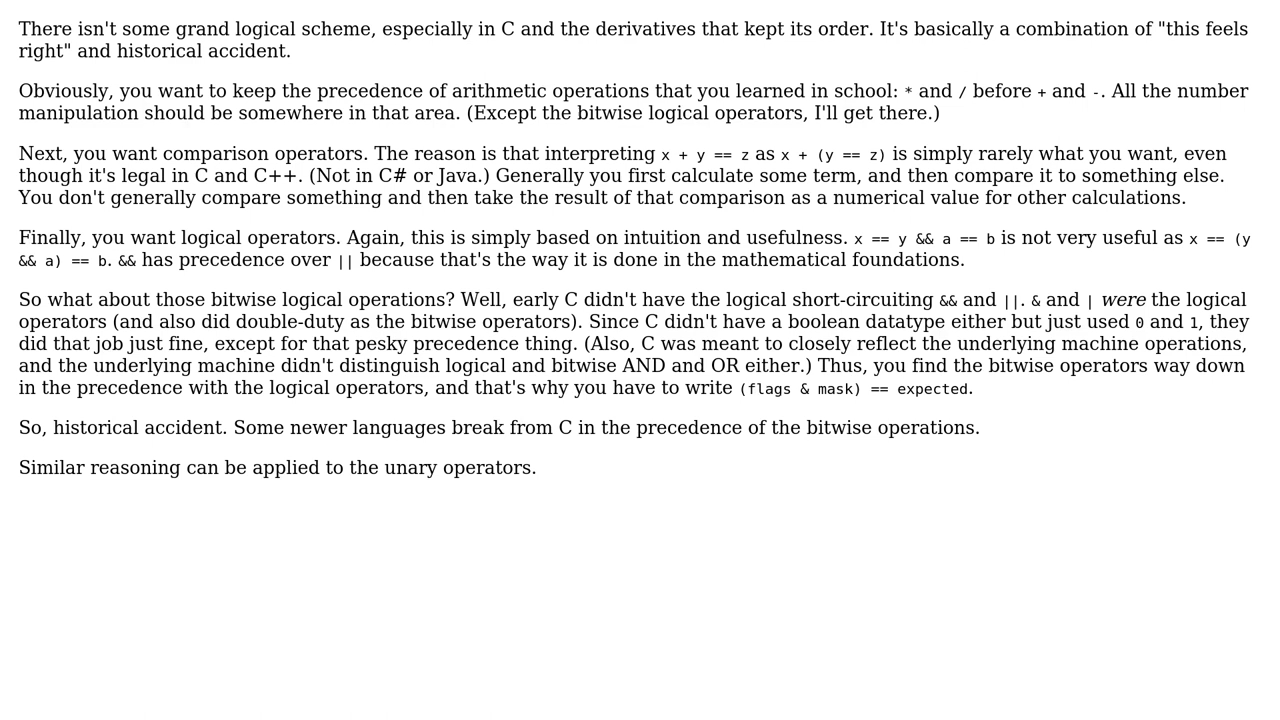 There isn't some grand logical scheme, especially in C and the derivatives that kept its order. It's basically a combination of "this feels
right" and historical accident.
Obviously, you want to keep the precedence of arithmetic operations that you learned in school: * and / before + and -. All the number
manipulation should be somewhere in that area. (Except the bitwise logical operators, I'll get there.)
Next, you want comparison operators. The reason is that interpreting x + y == z as x + (y == z) is simply rarely what you want, even
though it's legal in C and C++. (Not in C# or Java.) Generally you first calculate some term, and then compare it to something else.
You don't generally compare something and then take the result of that comparison as a numerical value for other calculations.
Finally, you want logical operators. Again, this is simply based on intuition and usefulness. x == y && a == b is not very useful as x == (y
&& a) == b. && has precedence over || because that's the way it is done in the mathematical foundations.
So what about those bitwise logical operations? Well, early C didn't have the logical short-circuiting && and ||. & and | were the logical
operators (and also did double-duty as the bitwise operators). Since C didn't have a boolean datatype either but just used 0 and 1, they
did that job just fine, except for that pesky precedence thing. (Also, C was meant to closely reflect the underlying machine operations,
and the underlying machine didn't distinguish logical and bitwise AND and OR either.) Thus, you find the bitwise operators way down
in the precedence with the logical operators, and that's why you have to write (flags & mask) == expected.
So, historical accident. Some newer languages break from C in the precedence of the bitwise operations.
Similar reasoning can be applied to the unary operators.